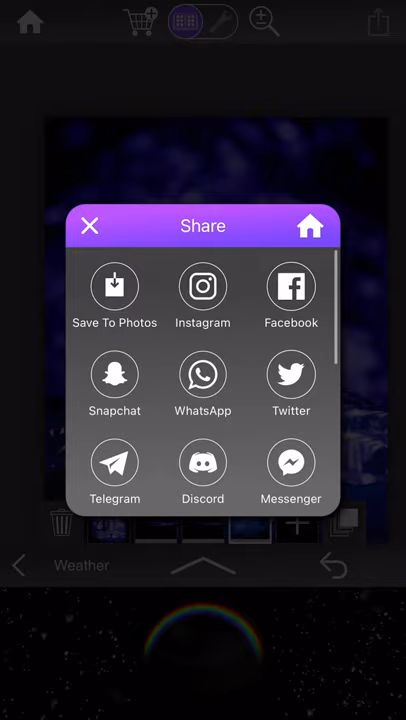 Share
Save To Photos
Instagram
Facebook
Snapchat
WhatsApp
Twitter
Telegram
Discord
Messenger
Weather